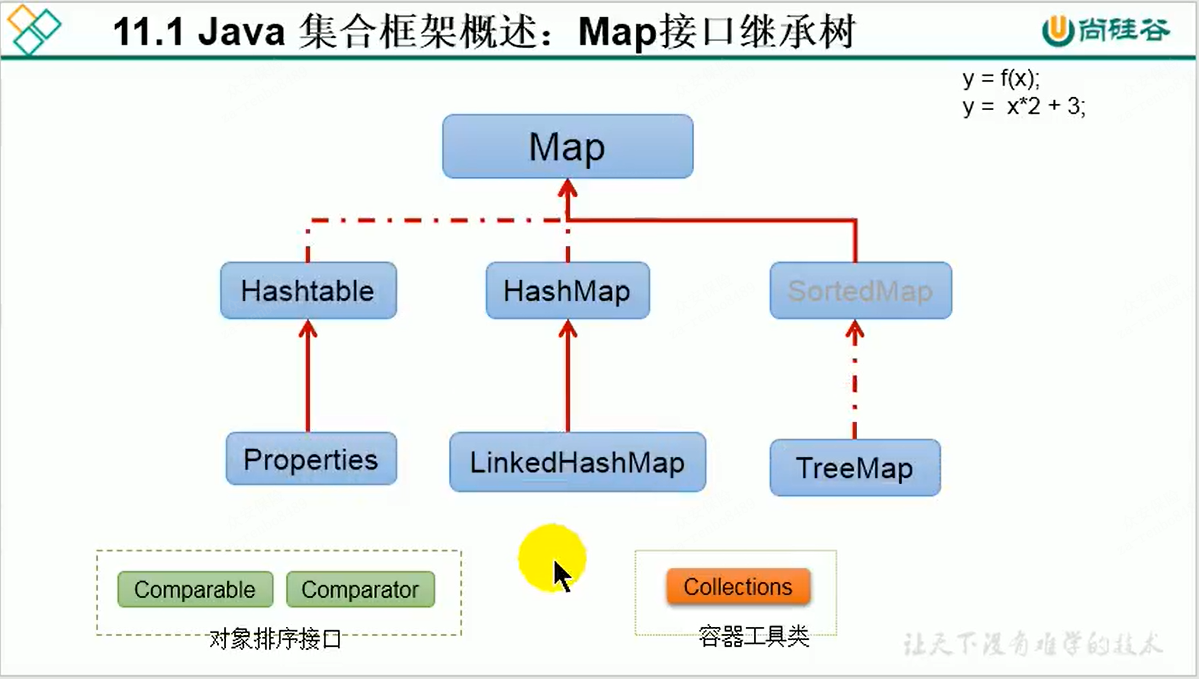 11.1 Java 集合框架概述：Map接口继承树
尚硅谷
y = f(x);
y = x*2 + 3;
Map
Hashtable
HashMap
SortedMap
Properties
LinkedHashMap
TreeMap
Comparable
Comparator
对象排序接口
Collections
容器工具类
让天下没有难学的技术